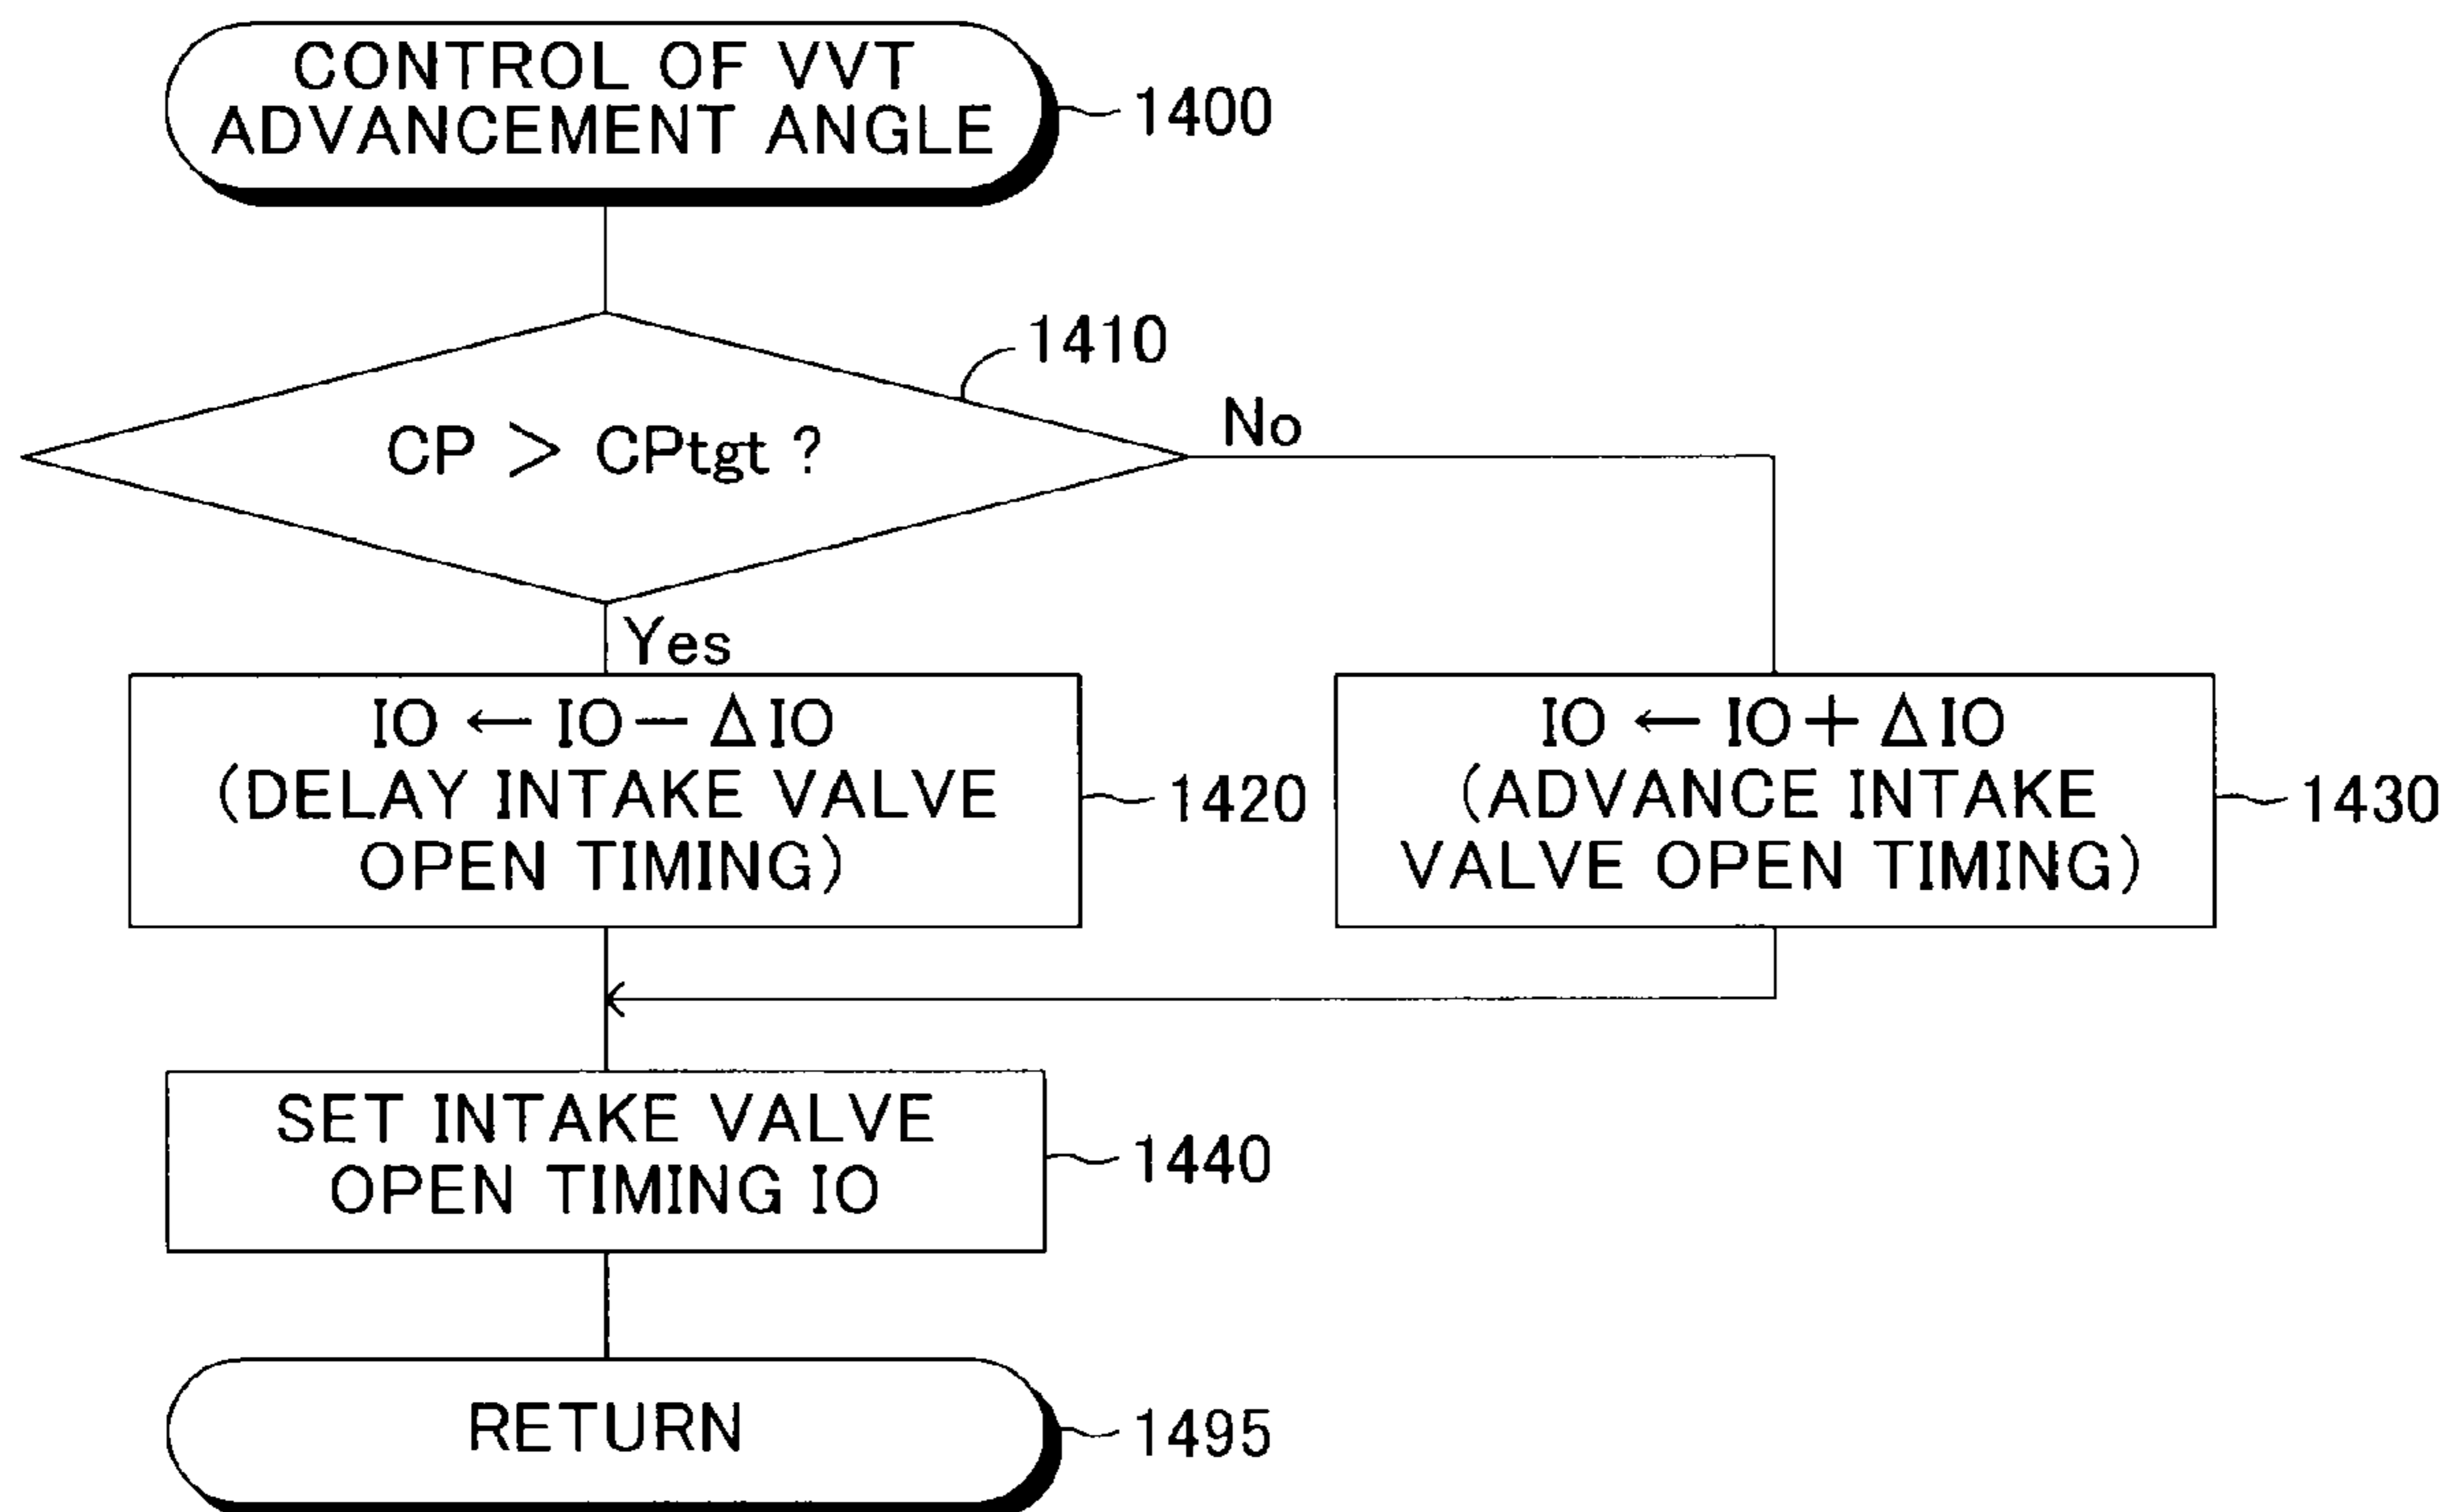 CONTROL OF VVT
ADVANCEMENT ANGLE
1400
1410
CP > CPtgt ?
No
Yes
IO ← IO − ΔIO
(DELAY INTAKE VALVE
OPEN TIMING)
1420
IO ← IO + ΔIO
(ADVANCE INTAKE
VALVE OPEN TIMING)
1430
SET INTAKE VALVE
OPEN TIMING IO
1440
RETURN
1495